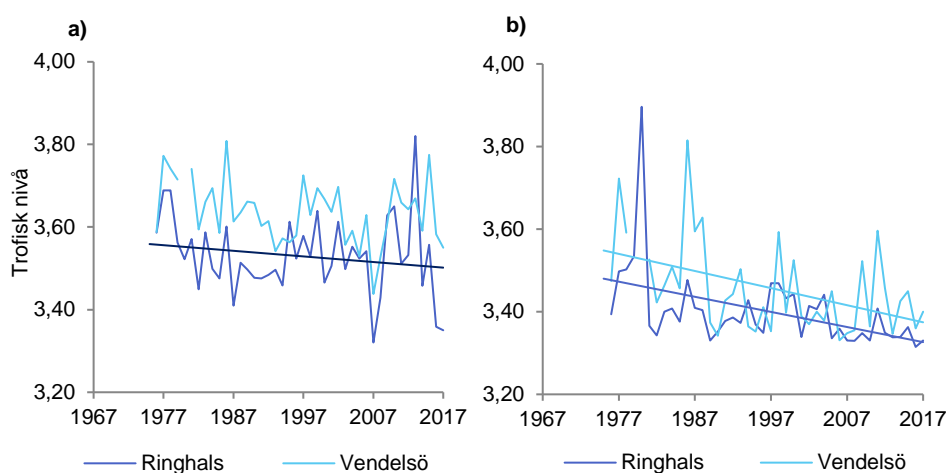 a)
4,00
3,80
3,60
3,40
3,20
Trofisk nivå
1967 1977 1987 1997 2007 2017
Ringhals Vendelsö
b)
4,00
3,80
3,60
3,40
3,20
1967 1977 1987 1997 2007 2017
Ringhals Vendelsö